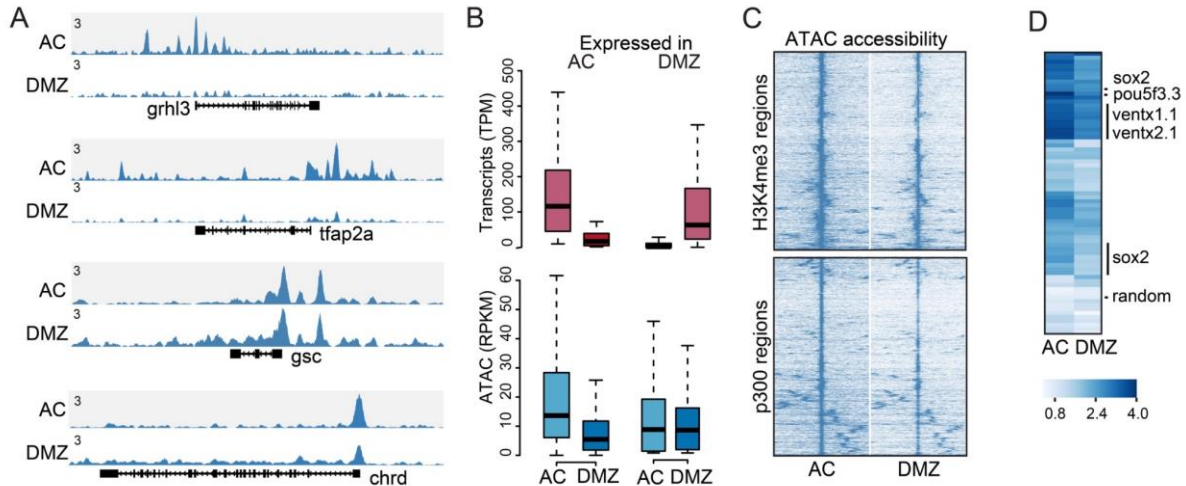 A
3
AC
3
DMZ
grhl3
3
AC
3
DMZ
tfap2a
3
AC
3
DMZ
gsc
3
AC
3
DMZ
chrd
B
Expressed in
AC DMZ
Transcripts (TPM)
500
400
300
200
100
0
ATAC (RPKM)
60
50
40
30
20
10
0
AC DMZ AC DMZ
C
ATAC accessibility
H3K4me3 regions
p300 regions
AC DMZ
D
sox2
pou5f3.3
ventx1.1
ventx2.1
sox2
random
AC DMZ
0.8 2.4 4.0